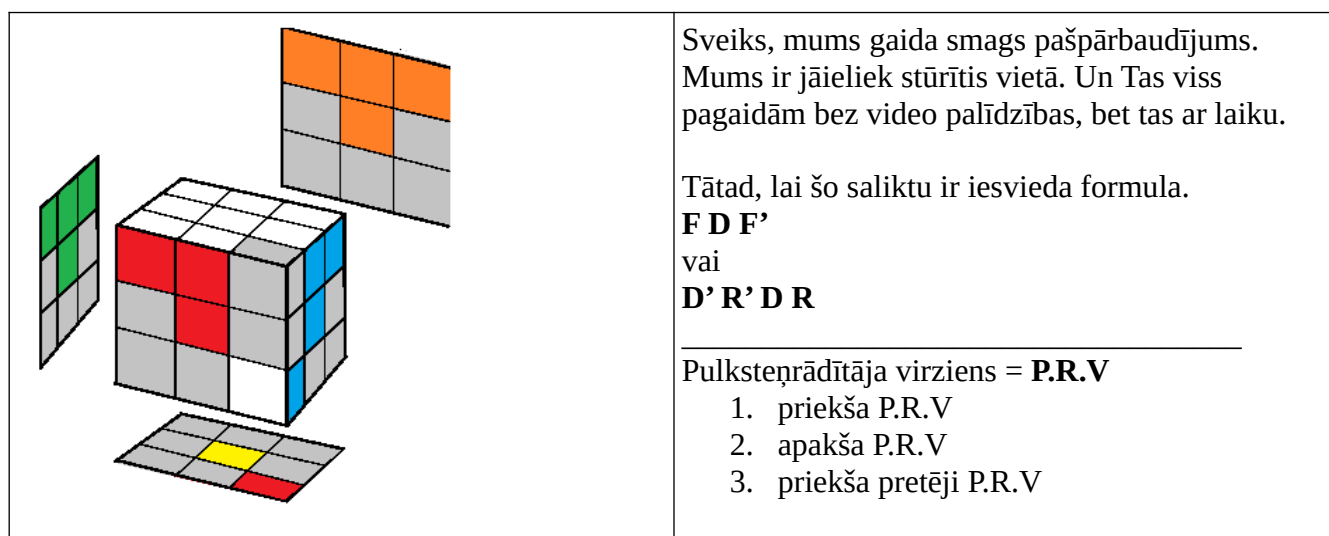 Sveiks, mums gaida smags pašpārbaudījums.
Mums ir jāieliek stūrītis vietā. Un Tas viss
pagaidām bez video palīdzības, bet tas ar laiku.
Tātad, lai šo saliktu ir iesvieda formula.
F D F’
vai
D’ R’ D R
Pulksteņrādītāja virziens = P.R.V
1. priekša P.R.V
2. apakša P.R.V
3. priekša pretēji P.R.V